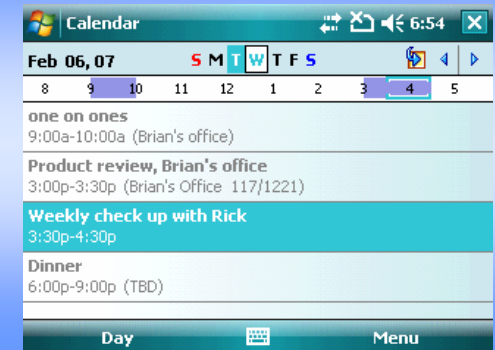 Calendar 6:54
Feb 06, 07 S M T W T F S
8 9 10 11 12 1 2 3 4 5
one on ones
9:00a-10:00a (Brian's office)
Product review, Brian's office
3:00p-3:30p (Brian's Office 117/1221)
Weekly check up with Rick
3:30p-4:30p
Dinner
6:00p-9:00p (TBD)
Day Menu